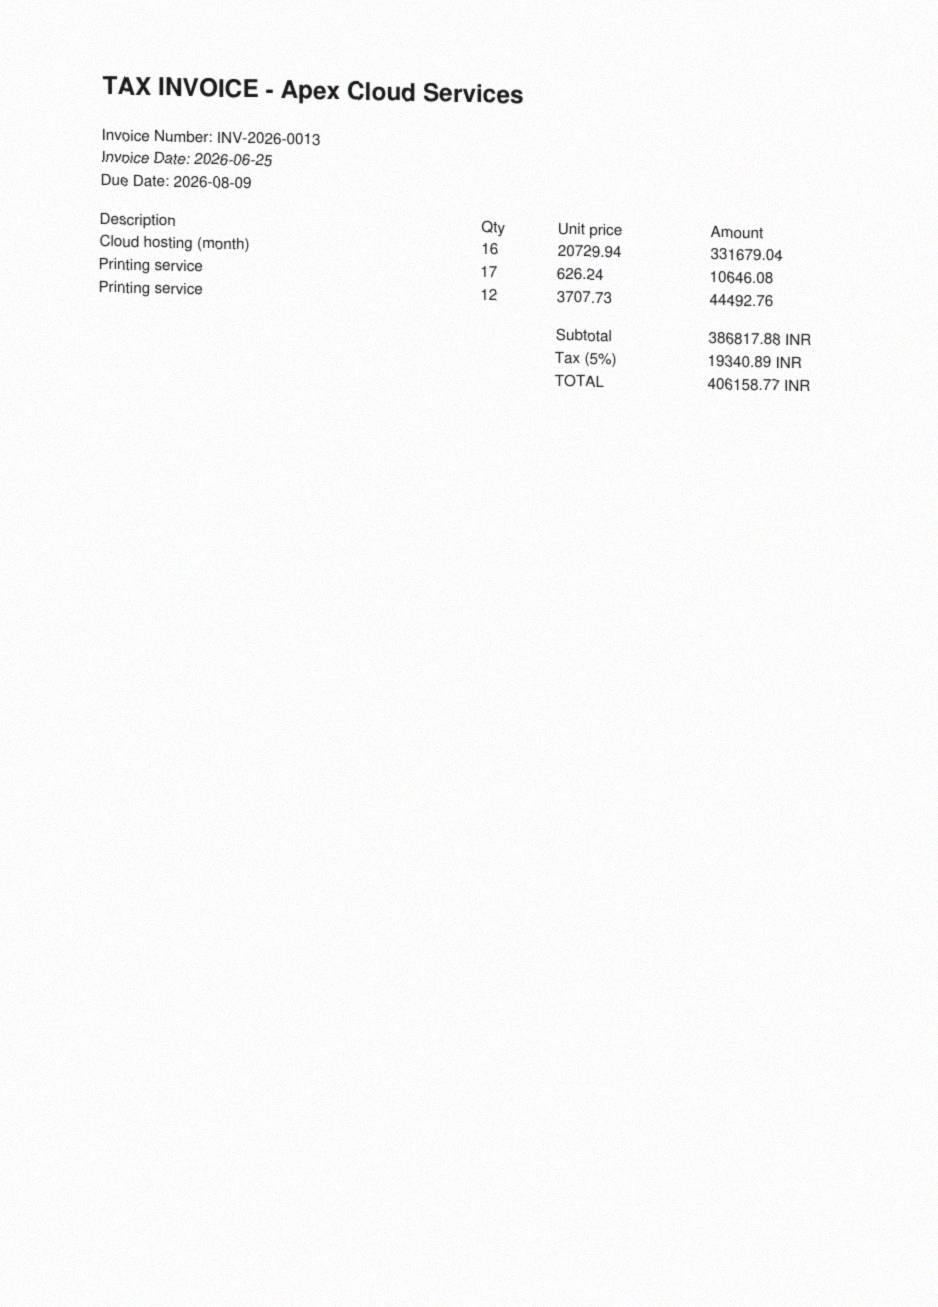 TAX INVOICE - Apex Cloud Services
Invoice Number: INV-2026-0013
Invoice Date: 2026-06-25
Due Date: 2026-08-09
Description Qty Unit price Amount
Cloud hosting (month) 16 20729.94 331679.04
Printing service 17 626.24 10646.08
Printing service 12 3707.73 44492.76
Subtotal 386817.88 INR
Tax (5%) 19340.89 INR
TOTAL 406158.77 INR